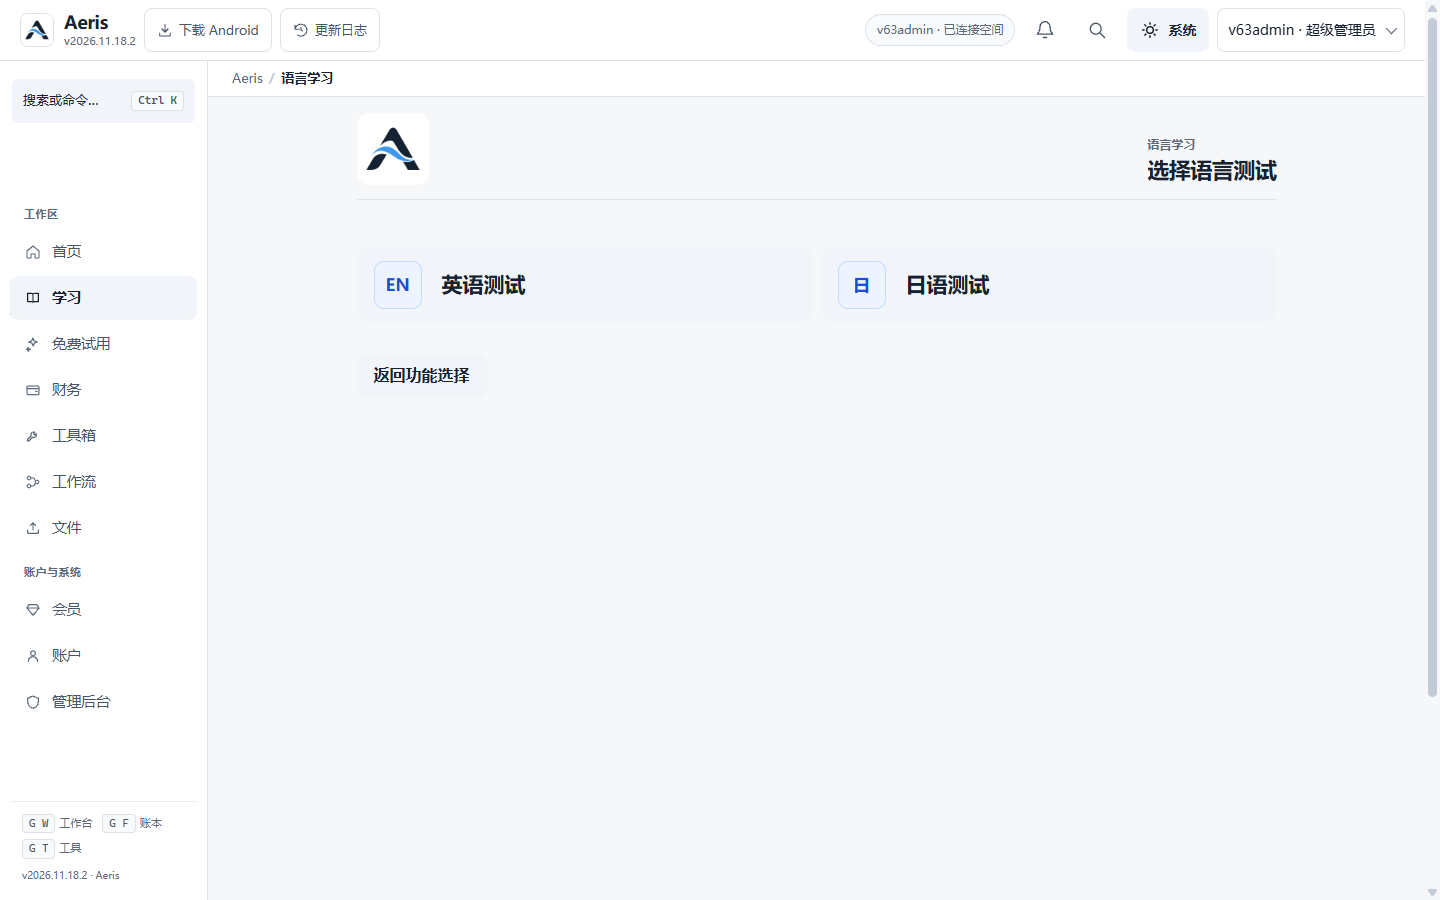 Aeris
v2026.11.18.2
下载 Android
更新日志
v63admin · 已连接空间
系统
v63admin · 超级管理员
搜索或命令...
Ctrl K
Aeris / 语言学习
语言学习
选择语言测试
工作区
首页
学习
免费试用
财务
工具箱
工作流
文件
账户与系统
会员
账户
管理后台
EN
英语测试
日
日语测试
返回功能选择
G W 工作台 G F 账本
G T 工具
v2026.11.18.2 · Aeris